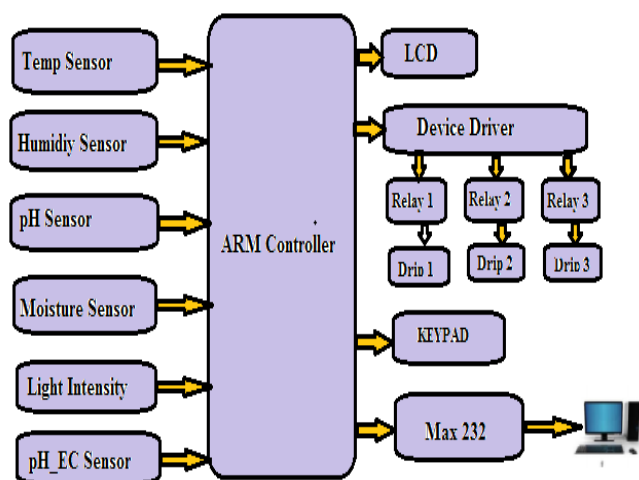 Temp Sensor
Humidiy Sensor
pH Sensor
Moisture Sensor
Light Intensity
pH_EC Sensor
ARM Controller
LCD
Device Driver
Relay 1
Relay 2
Relay 3
Drip 1
Drip 2
Drip 3
KEYPAD
Max 232